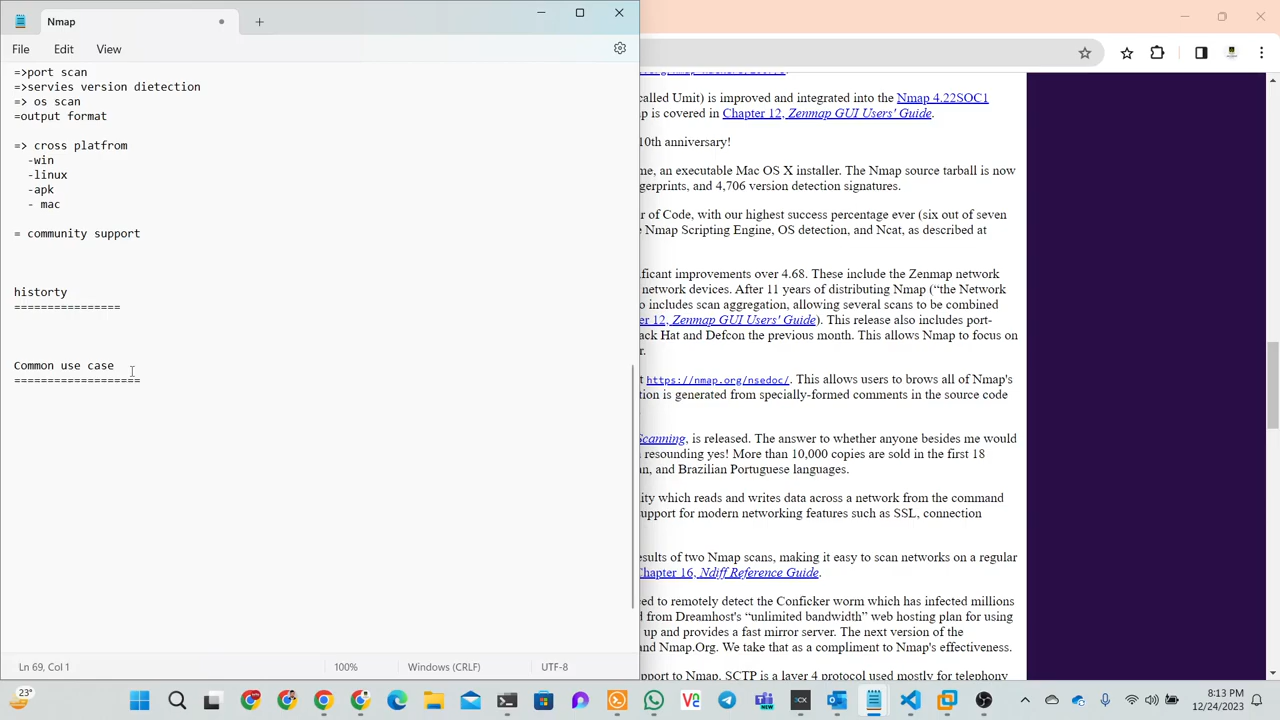 Nmap
File Edit View
=>port scan
=>servies version dietection
=> os scan
=output format
=> cross platfrom
-win
-linux
-apk
- mac
= community support
historty
================
Common use case
===================
Ln 69, Col 1 100% Windows (CRLF) UTF-8
called Umit) is improved and integrated into the Nmap 4.22SOC1
p is covered in Chapter 12, Zenmap GUI Users' Guide.
10th anniversary!
me, an executable Mac OS X installer. The Nmap source tarball is now
gerprints, and 4,706 version detection signatures.
r of Code, with our highest success percentage ever (six out of seven
e Nmap Scripting Engine, OS detection, and Ncat, as described at
ificant improvements over 4.68. These include the Zenmap network
network devices. After 11 years of distributing Nmap (“the Network
o includes scan aggregation, allowing several scans to be combined
er 12, Zenmap GUI Users' Guide). This release also includes port-
ack Hat and Defcon the previous month. This allows Nmap to focus on
r.
t https://nmap.org/nsedoc/. This allows users to brows all of Nmap's
tion is generated from specially-formed comments in the source code
Scanning, is released. The answer to whether anyone besides me would
resounding yes! More than 10,000 copies are sold in the first 18
an, and Brazilian Portuguese languages.
ity which reads and writes data across a network from the command
support for modern networking features such as SSL, connection
esults of two Nmap scans, making it easy to scan networks on a regular
Chapter 16, Ndiff Reference Guide.
ed to remotely detect the Conficker worm which has infected millions
d from Dreamhost's “unlimited bandwidth” web hosting plan for using
up and provides a fast mirror server. The next version of the
and Nmap.Org. We take that as a compliment to Nmap's effectiveness.
pport to Nmap. SCTP is a layer 4 protocol used mostly for telephony
23°
8:13 PM
12/24/2023